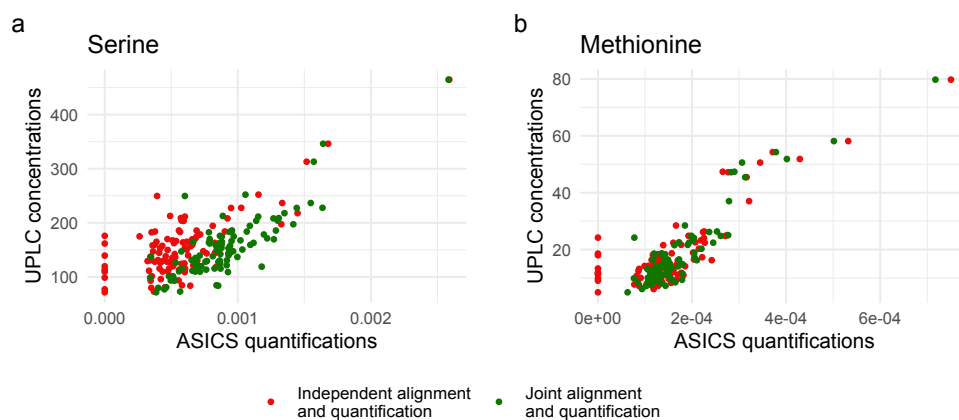 a
Serine
UPLC concentrations
400
300
200
100
0.000
0.001
0.002
ASICS quantifications
b
Methionine
UPLC concentrations
80
60
40
20
0e+00
2e-04
4e-04
6e-04
ASICS quantifications
Independent alignment
and quantification
Joint alignment
and quantification